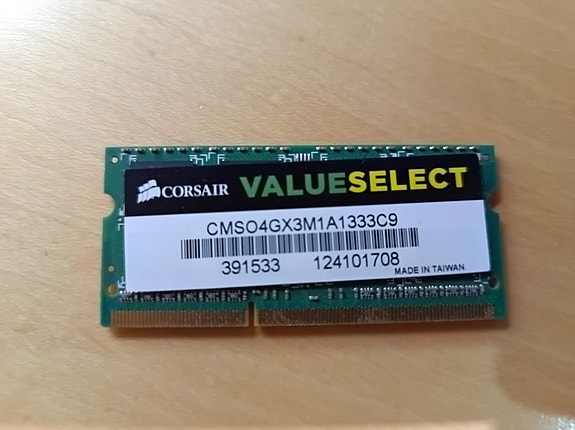 CORSAIR VALUESELECT
CMSO4GX3M1A1333C9
391533 124101708
MADE IN TAIWAN